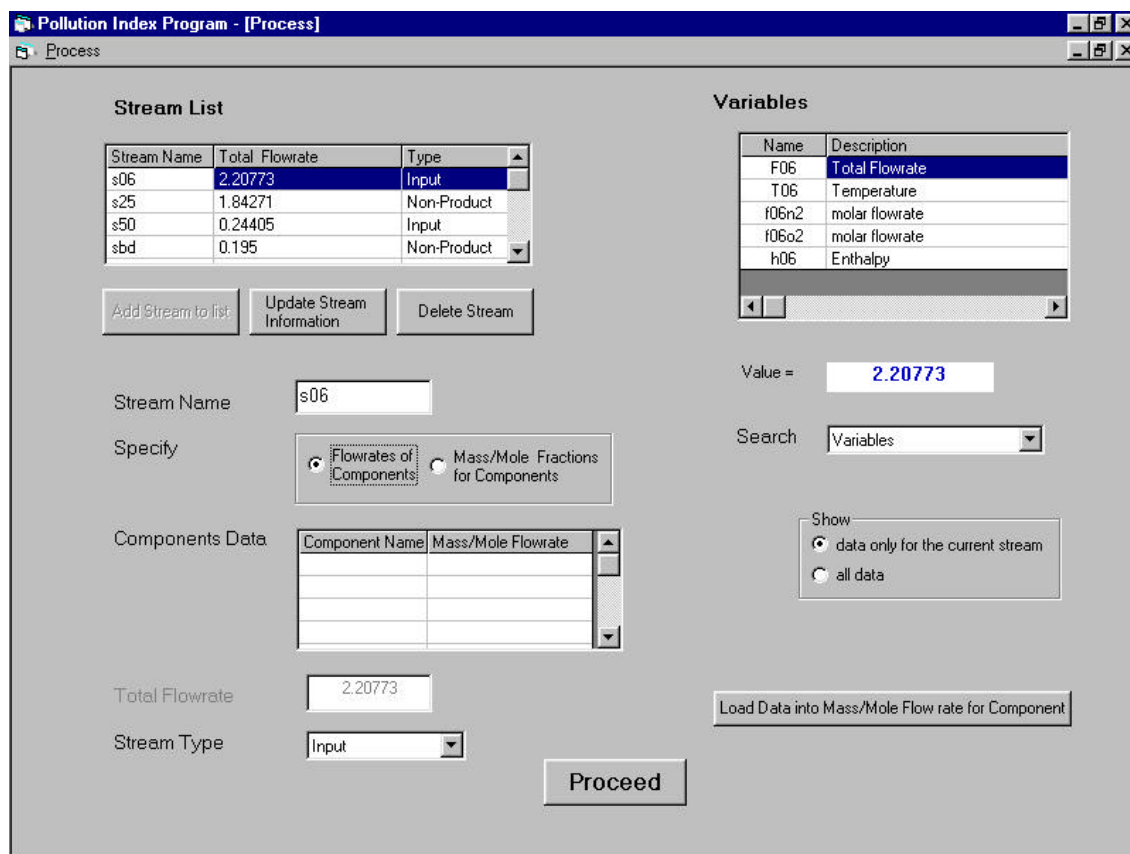 Pollution Index Program - [Process]
Process
Stream List
Stream Name Total Flowrate Type
s06 2.20773 Input
s25 1.84271 Non-Product
s50 0.24405 Input
sbd 0.195 Non-Product
Add Stream to list
Update Stream
Information
Delete Stream
Stream Name s06
Specify
Flowrates of
Components
Mass/Mole Fractions
for Components
Components Data
Component Name Mass/Mole Flowrate
Total Flowrate 2.20773
Stream Type Input
Proceed
Variables
Name Description
F06 Total Flowrate
T06 Temperature
f06n2 molar flowrate
f06o2 molar flowrate
h06 Enthalpy
Value = 2.20773
Search Variables
Show
data only for the current stream
all data
Load Data into Mass/Mole Flow rate for Component